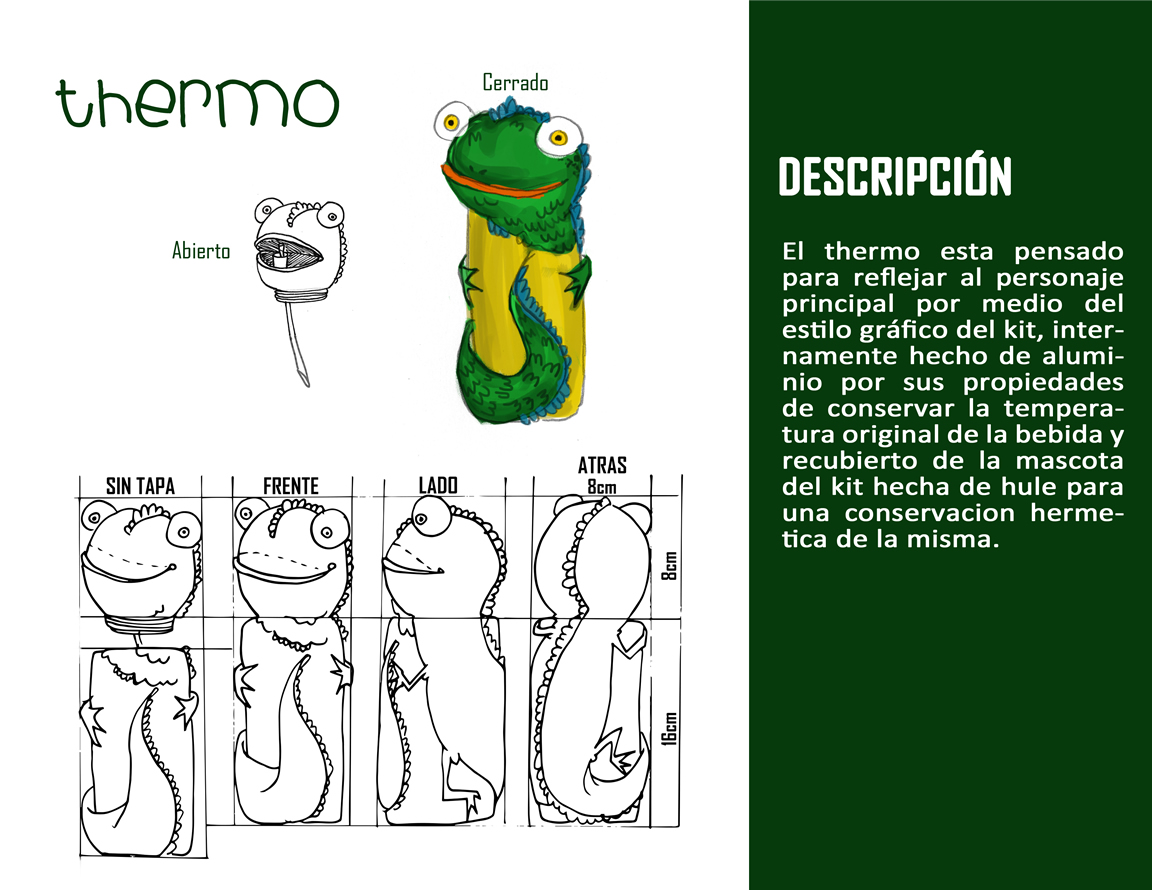 thermo
Cerrado
Abierto
SIN TAPA
FRENTE
LADO
ATRAS
8cm
8cm
16cm
DESCRIPCIÓN
El thermo esta pensado
para reflejar al personaje
principal por medio del
estilo gráfico del kit, inter-
namente hecho de alumi-
nio por sus propiedades
de conservar la tempera-
tura original de la bebida y
recubierto de la mascota
del kit hecha de hule para
una conservacion herme-
tica de la misma.